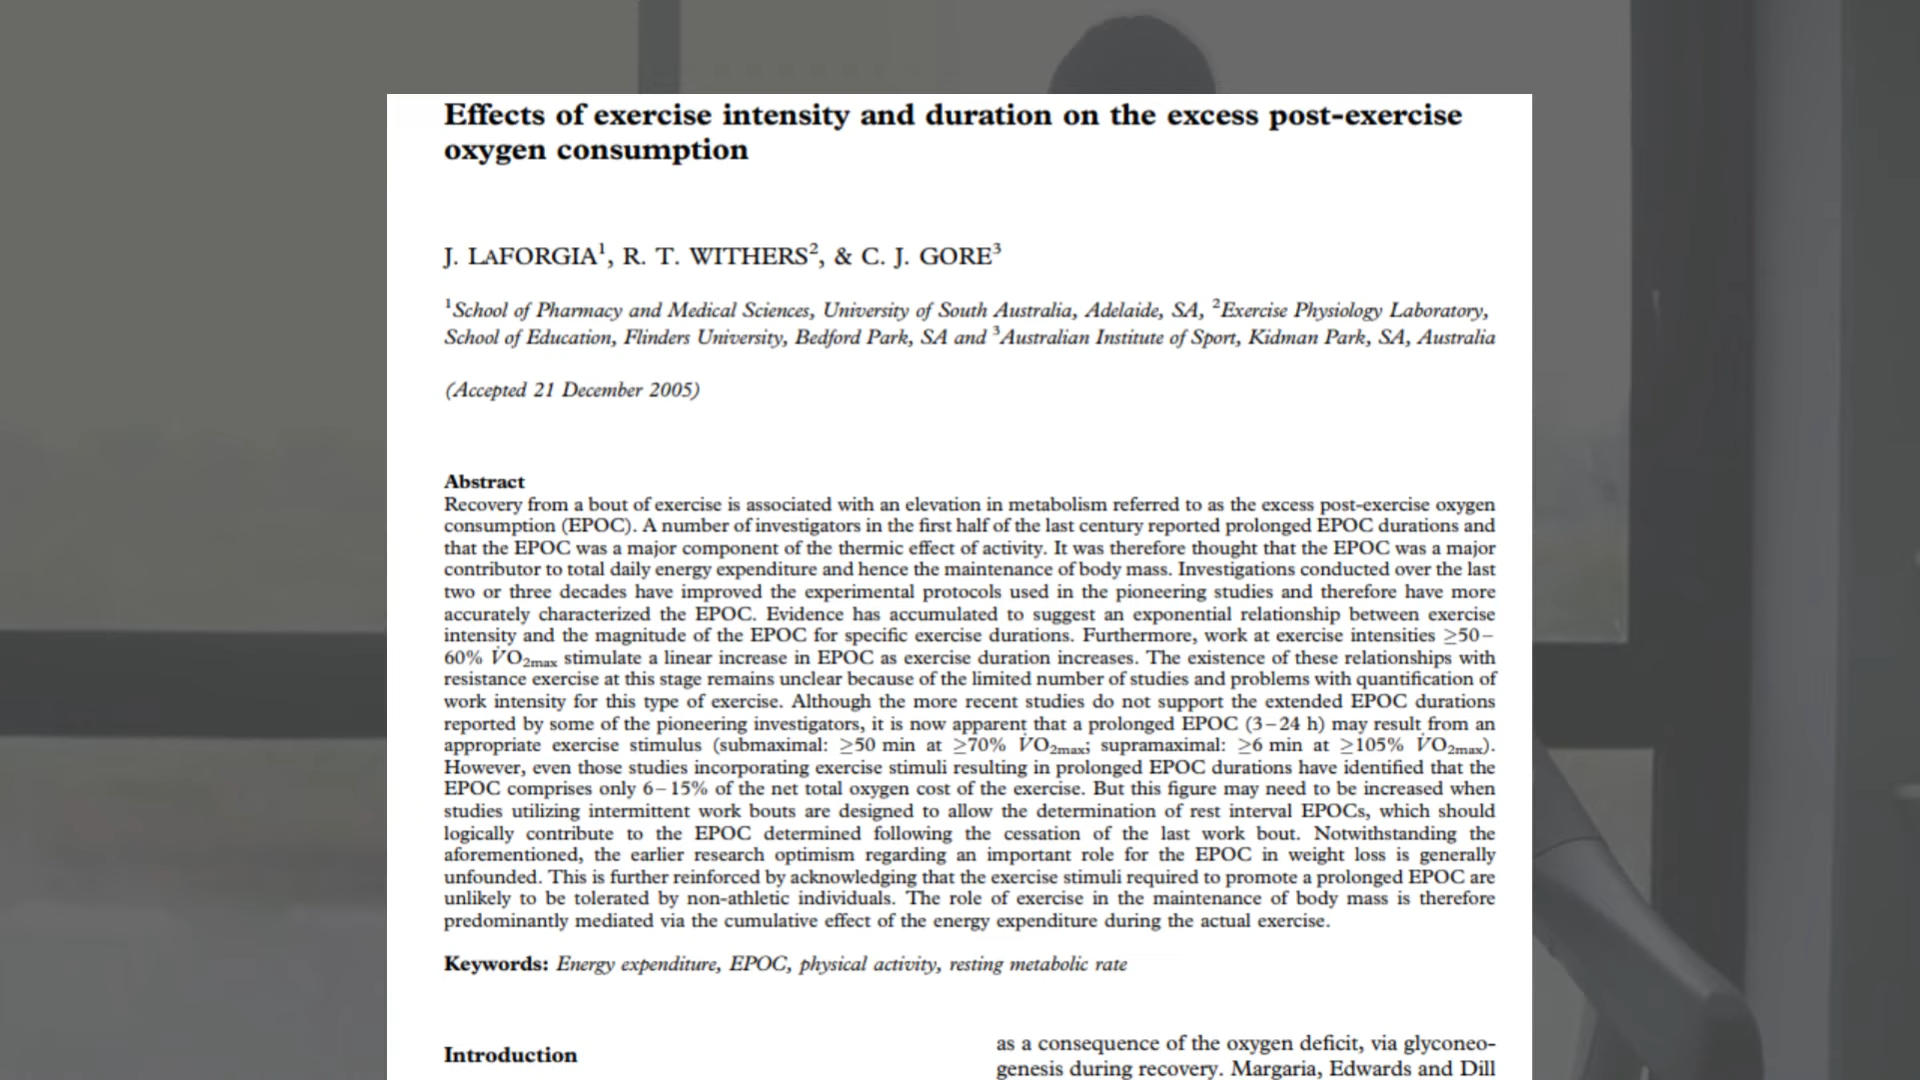 Effects of exercise intensity and duration on the excess post-exercise
oxygen consumption
J. LAFORGIA¹, R. T. WITHERS², & C. J. GORE³
¹School of Pharmacy and Medical Sciences, University of South Australia, Adelaide, SA, ²Exercise Physiology Laboratory,
School of Education, Flinders University, Bedford Park, SA and ³Australian Institute of Sport, Kidman Park, SA, Australia
(Accepted 21 December 2005)
Abstract
Recovery from a bout of exercise is associated with an elevation in metabolism referred to as the excess post-exercise oxygen
consumption (EPOC). A number of investigators in the first half of the last century reported prolonged EPOC durations and
that the EPOC was a major component of the thermic effect of activity. It was therefore thought that the EPOC was a major
contributor to total daily energy expenditure and hence the maintenance of body mass. Investigations conducted over the last
two or three decades have improved the experimental protocols used in the pioneering studies and therefore have more
accurately characterized the EPOC. Evidence has accumulated to suggest an exponential relationship between exercise
intensity and the magnitude of the EPOC for specific exercise durations. Furthermore, work at exercise intensities ≥50–
60% V̇O₂max stimulate a linear increase in EPOC as exercise duration increases. The existence of these relationships with
resistance exercise at this stage remains unclear because of the limited number of studies and problems with quantification of
work intensity for this type of exercise. Although the more recent studies do not support the extended EPOC durations
reported by some of the pioneering investigators, it is now apparent that a prolonged EPOC (3–24 h) may result from an
appropriate exercise stimulus (submaximal: ≥50 min at ≥70% V̇O₂max; supramaximal: ≥6 min at ≥105% V̇O₂max).
However, even those studies incorporating exercise stimuli resulting in prolonged EPOC durations have identified that the
EPOC comprises only 6–15% of the net total oxygen cost of the exercise. But this figure may need to be increased when
studies utilizing intermittent work bouts are designed to allow the determination of rest interval EPOCs, which should
logically contribute to the EPOC determined following the cessation of the last work bout. Notwithstanding the
aforementioned, the earlier research optimism regarding an important role for the EPOC in weight loss is generally
unfounded. This is further reinforced by acknowledging that the exercise stimuli required to promote a prolonged EPOC are
unlikely to be tolerated by non-athletic individuals. The role of exercise in the maintenance of body mass is therefore
predominantly mediated via the cumulative effect of the energy expenditure during the actual exercise.
Keywords: Energy expenditure, EPOC, physical activity, resting metabolic rate
Introduction
as a consequence of the oxygen deficit, via glyconeo-
genesis during recovery. Margaria, Edwards and Dill